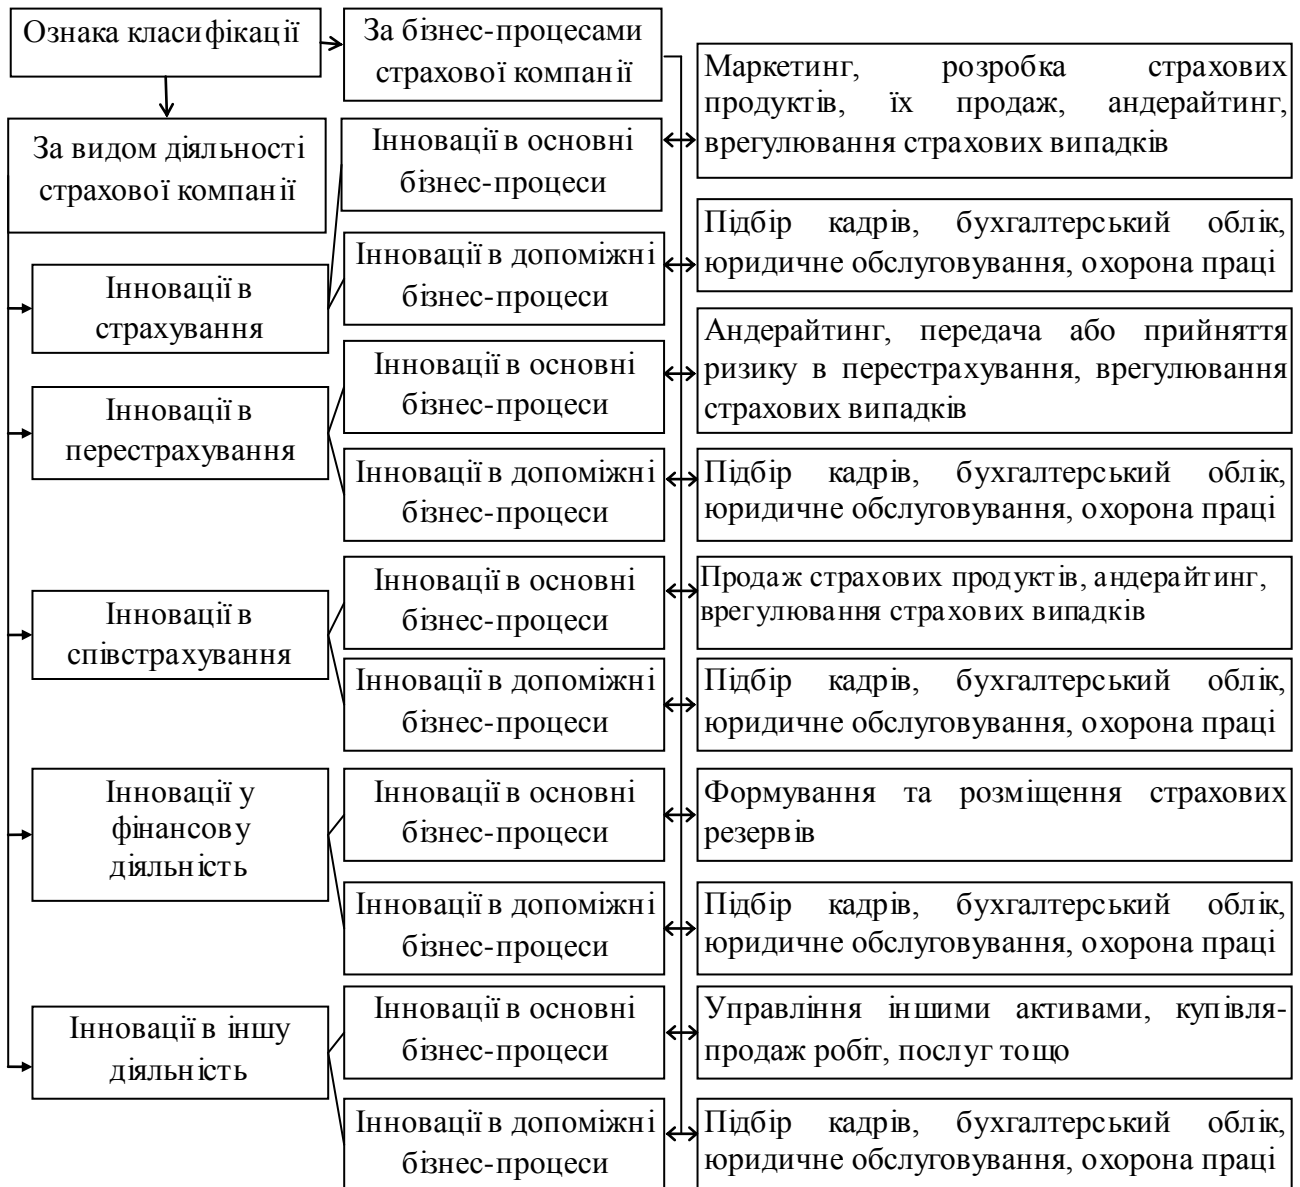 Ознака класифікації
За бізнес-процесами
страхової компанії
За видом діяльності
страхової компанії
Інновації в основні
бізнес-процеси
Маркетинг, розробка страхових
продуктів, їх продаж, андерайтинг,
врегулювання страхових випадків
Інновації в
страхування
Інновації в допоміжні
бізнес-процеси
Підбір кадрів, бухгалтерський облік,
юридичне обслуговування, охорона праці
Інновації в
перестрахування
Інновації в основні
бізнес-процеси
Андерайтинг, передача або прийняття
ризику в перестрахування, врегулювання
страхових випадків
Інновації в допоміжні
бізнес-процеси
Підбір кадрів, бухгалтерський облік,
юридичне обслуговування, охорона праці
Інновації в
співстрахування
Інновації в основні
бізнес-процеси
Продаж страхових продуктів, андерайтинг,
врегулювання страхових випадків
Інновації в допоміжні
бізнес-процеси
Підбір кадрів, бухгалтерський облік,
юридичне обслуговування, охорона праці
Інновації у
фінансову
діяльність
Інновації в основні
бізнес-процеси
Формування та розміщення страхових
резервів
Інновації в допоміжні
бізнес-процеси
Підбір кадрів, бухгалтерський облік,
юридичне обслуговування, охорона праці
Інновації в іншу
діяльність
Інновації в основні
бізнес-процеси
Управління іншими активами, купівля-
продаж робіт, послуг тощо
Інновації в допоміжні
бізнес-процеси
Підбір кадрів, бухгалтерський облік,
юридичне обслуговування, охорона праці